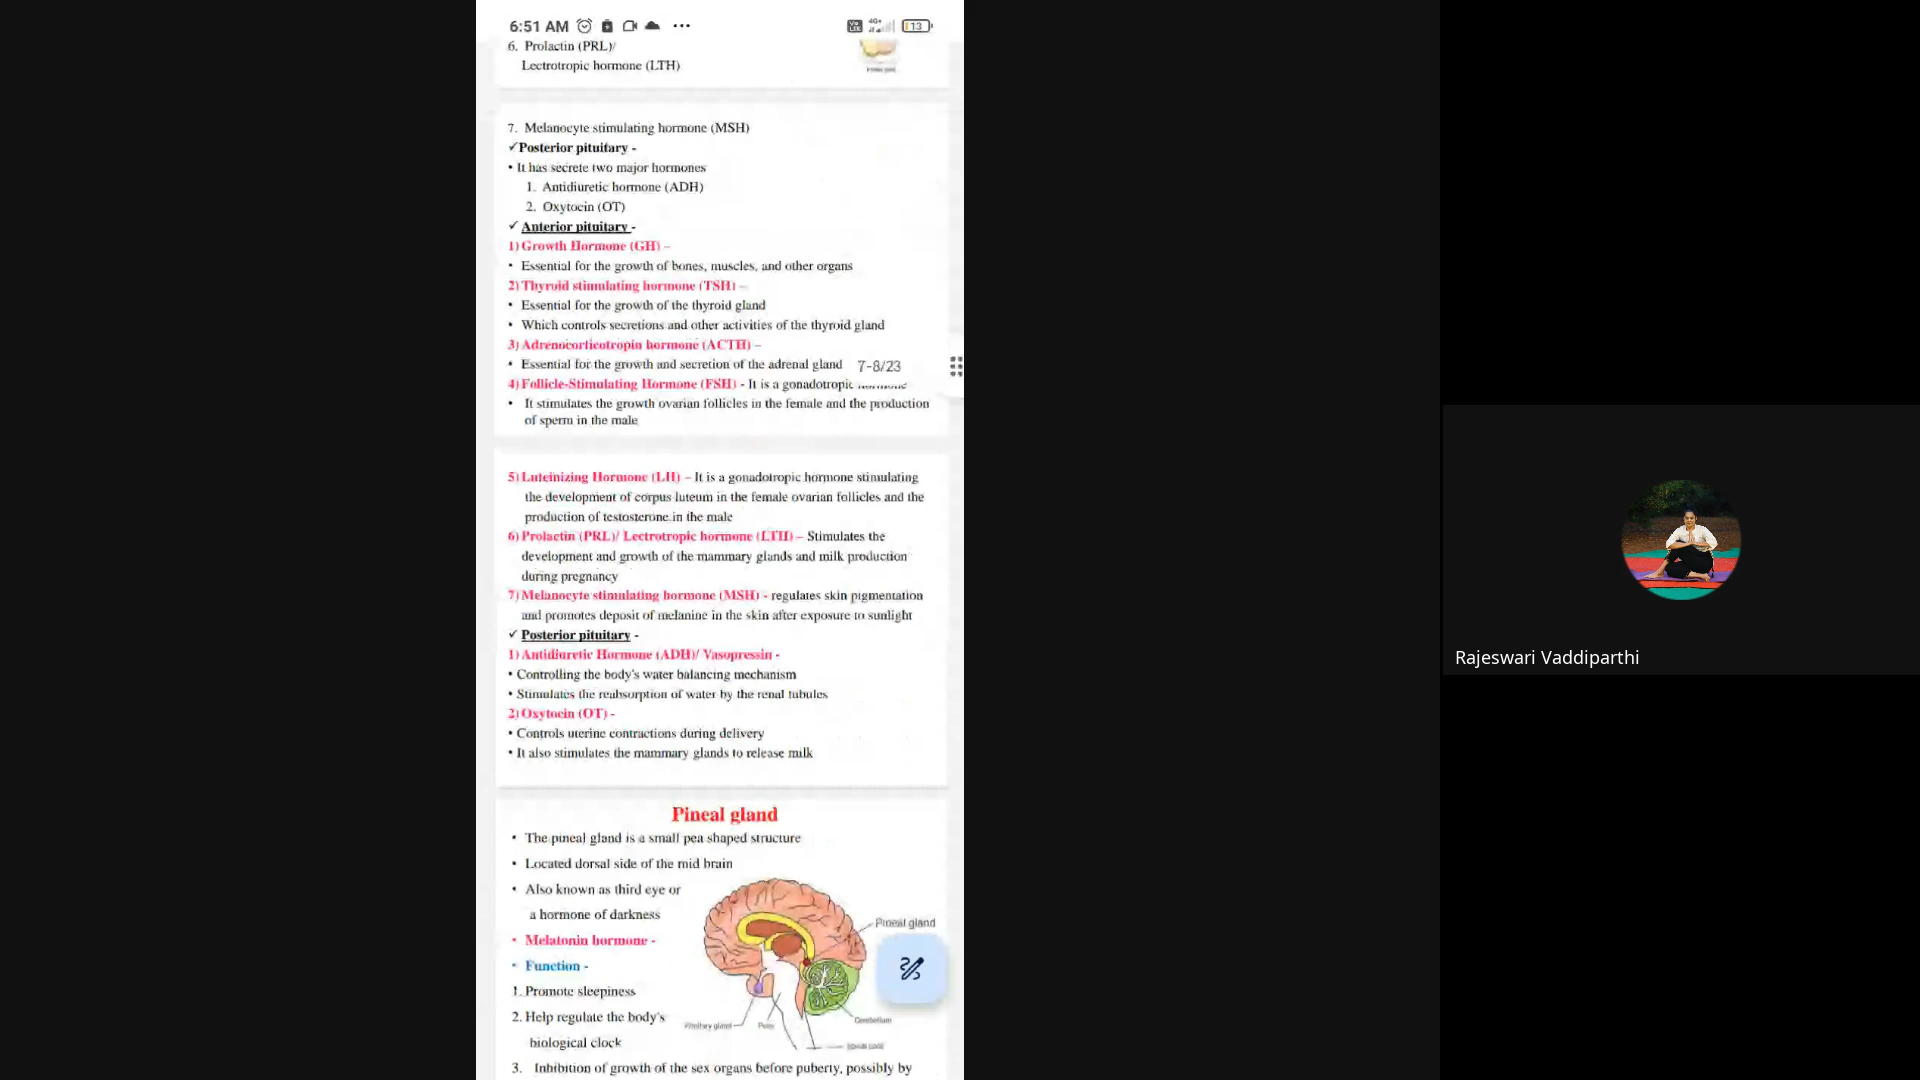 6:51 AM
4G+
13
6. Prolactin (PRL)/
Lectrotropic hormone (LTH)
7. Melanocyte stimulating hormone (MSH)
✓Posterior pituitary -
• It has secrete two major hormones
1. Antidiuretic hormone (ADH)
2. Oxytocin (OT)
✓ Anterior pituitary -
1) Growth Hormone (GH) –
• Essential for the growth of bones, muscles, and other organs
2) Thyroid stimulating hormone (TSH) –
• Essential for the growth of the thyroid gland
• Which controls secretions and other activities of the thyroid gland
3) Adrenocorticotropin hormone (ACTH) –
• Essential for the growth and secretion of the adrenal gland
7-8/23
4) Follicle-Stimulating Hormone (FSH) - It is a gonadotropic
• It stimulates the growth ovarian follicles in the female and the production
of sperm in the male
5) Luteinizing Hormone (LH) – It is a gonadotropic hormone stimulating
the development of corpus luteum in the female ovarian follicles and the
production of testosterone in the male
6) Prolactin (PRL)/ Lectrotropic hormone (LTH) – Stimulates the
development and growth of the mammary glands and milk production
during pregnancy
7) Melanocyte stimulating hormone (MSH) - regulates skin pigmentation
and promotes deposit of melanine in the skin after exposure to sunlight
✓ Posterior pituitary -
1) Antidiuretic Hormone (ADH)/ Vasopressin -
• Controlling the body's water balancing mechanism
• Stimulates the reabsorption of water by the renal tubules
2) Oxytocin (OT) -
• Controls uterine contractions during delivery
• It also stimulates the mammary glands to release milk
Pineal gland
• The pineal gland is a small pea shaped structure
• Located dorsal side of the mid brain
• Also known as third eye or
a hormone of darkness
• Melatonin hormone -
• Function -
1. Promote sleepiness
2. Help regulate the body's
biological clock
3. Inhibition of growth of the sex organs before puberty, possibly by
Pineal gland
Pituitary gland
Pons
Cerebellum
Spinal cord
Rajeswari Vaddiparthi